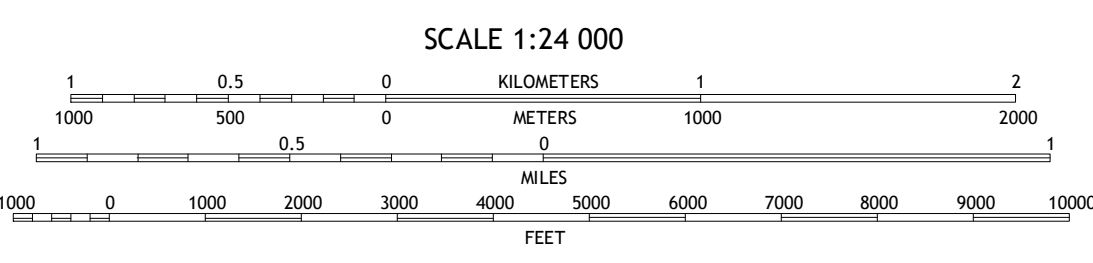 SCALE 1:24 000
1 0.5 0 KILOMETERS 1 2
1000 500 0 METERS 1000 2000
1 0.5 0 1
MILES
1000 0 1000 2000 3000 4000 5000 6000 7000 8000 9000 10000
FEET